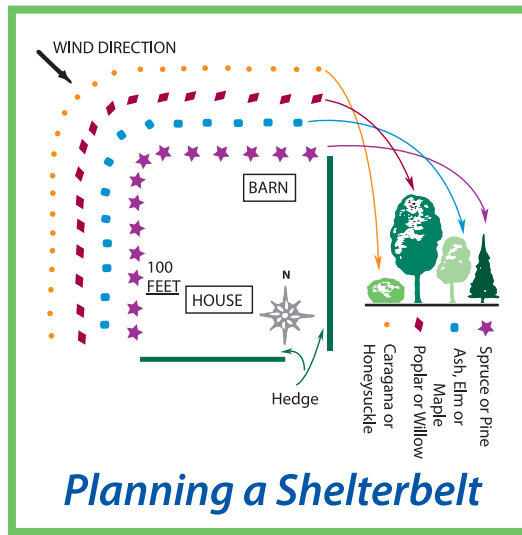 WIND DIRECTION
BARN
100
FEET
HOUSE
N
Hedge
Caragana or
Honeysuckle
Poplar or Willow
Ash, Elm or
Maple
Spruce or Pine
Planning a Shelterbelt